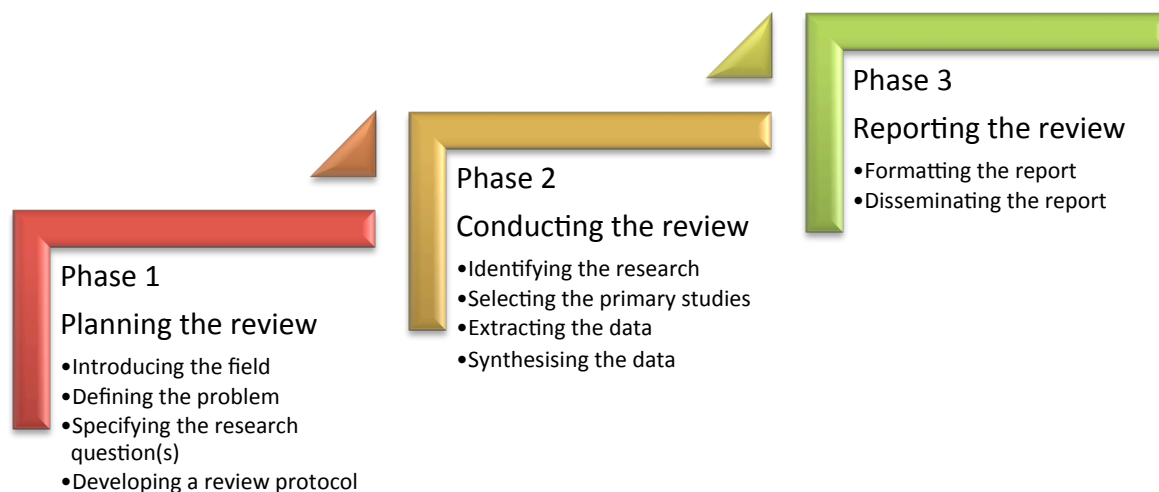 Phase 1
Planning the review
•Introducing the field
•Defining the problem
•Specifying the research
question(s)
•Developing a review protocol
Phase 2
Conducting the review
•Identifying the research
•Selecting the primary studies
•Extracting the data
•Synthesising the data
Phase 3
Reporting the review
•Formatting the report
•Disseminating the report